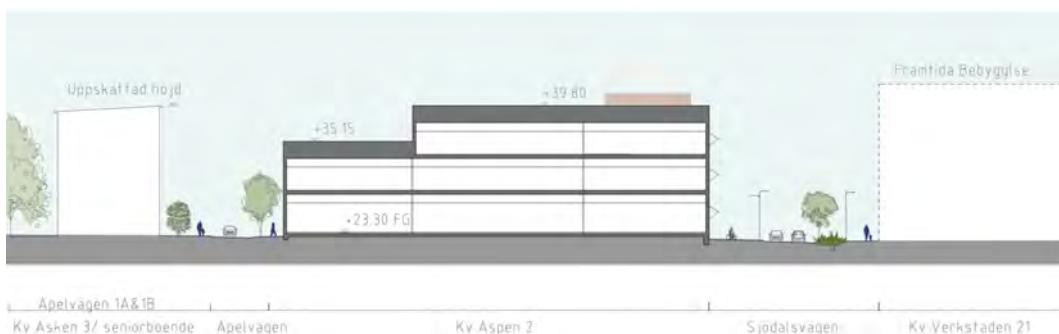 Framtida Bebygglse
Uppskattad höjd
+39.80
+35.15
+23.30 FG
Apelvägen 1A&1B
Kv Asken 3/ seniorboende Apelvägen Kv Aspen 2 Sjödalsvägen Kv Verkstaden 21